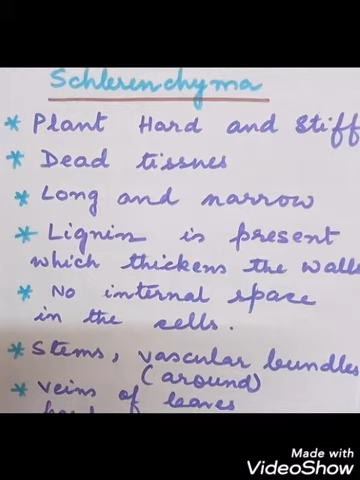 Schlerenchyma
* Plant Hard and Stiff
* Dead tissues
* Long and narrow
* Lignin is present
which thickens the walls
* No internal space
in the cells.
* Stems, vascular bundles
(around)
* Veins of leaves
Made with
VideoShow